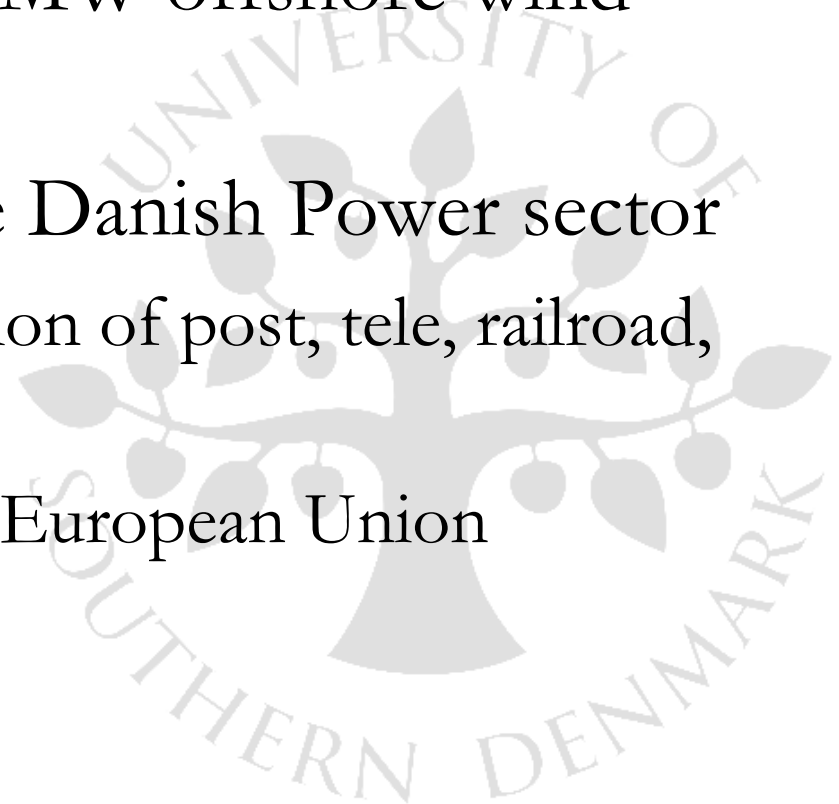 MW offshore wind
UNIVERSITY OF
Danish Power sector
ion of post, tele, railroad,
European Union
SOUTHERN DENMARK